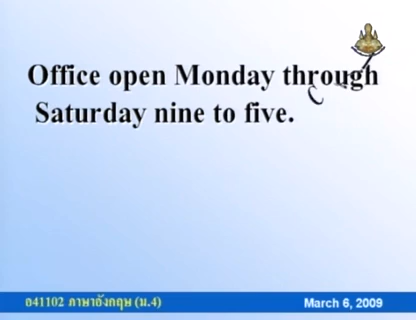 Office open Monday through
Saturday nine to five.
อ41102 ภาษาอังกฤษ (ม.4)
March 6, 2009